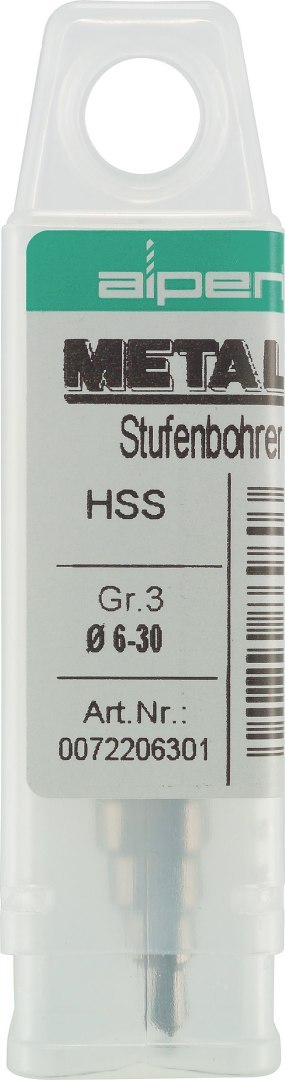 alpen
METAL
Stufenbohrer
HSS
Gr.3
Ø 6-30
Art.Nr.:
0072206301